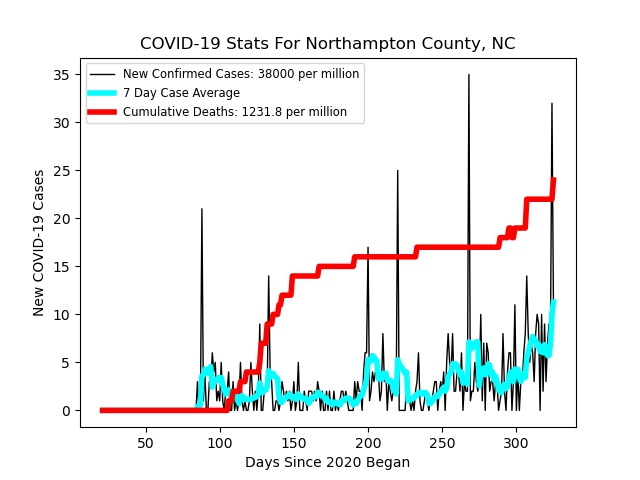 COVID-19 Stats For Northampton County, NC
New Confirmed Cases: 38000 per million
7 Day Case Average
Cumulative Deaths: 1231.8 per million
New COVID-19 Cases
35
30
25
20
15
10
5
0
50
100
150
200
250
300
Days Since 2020 Began